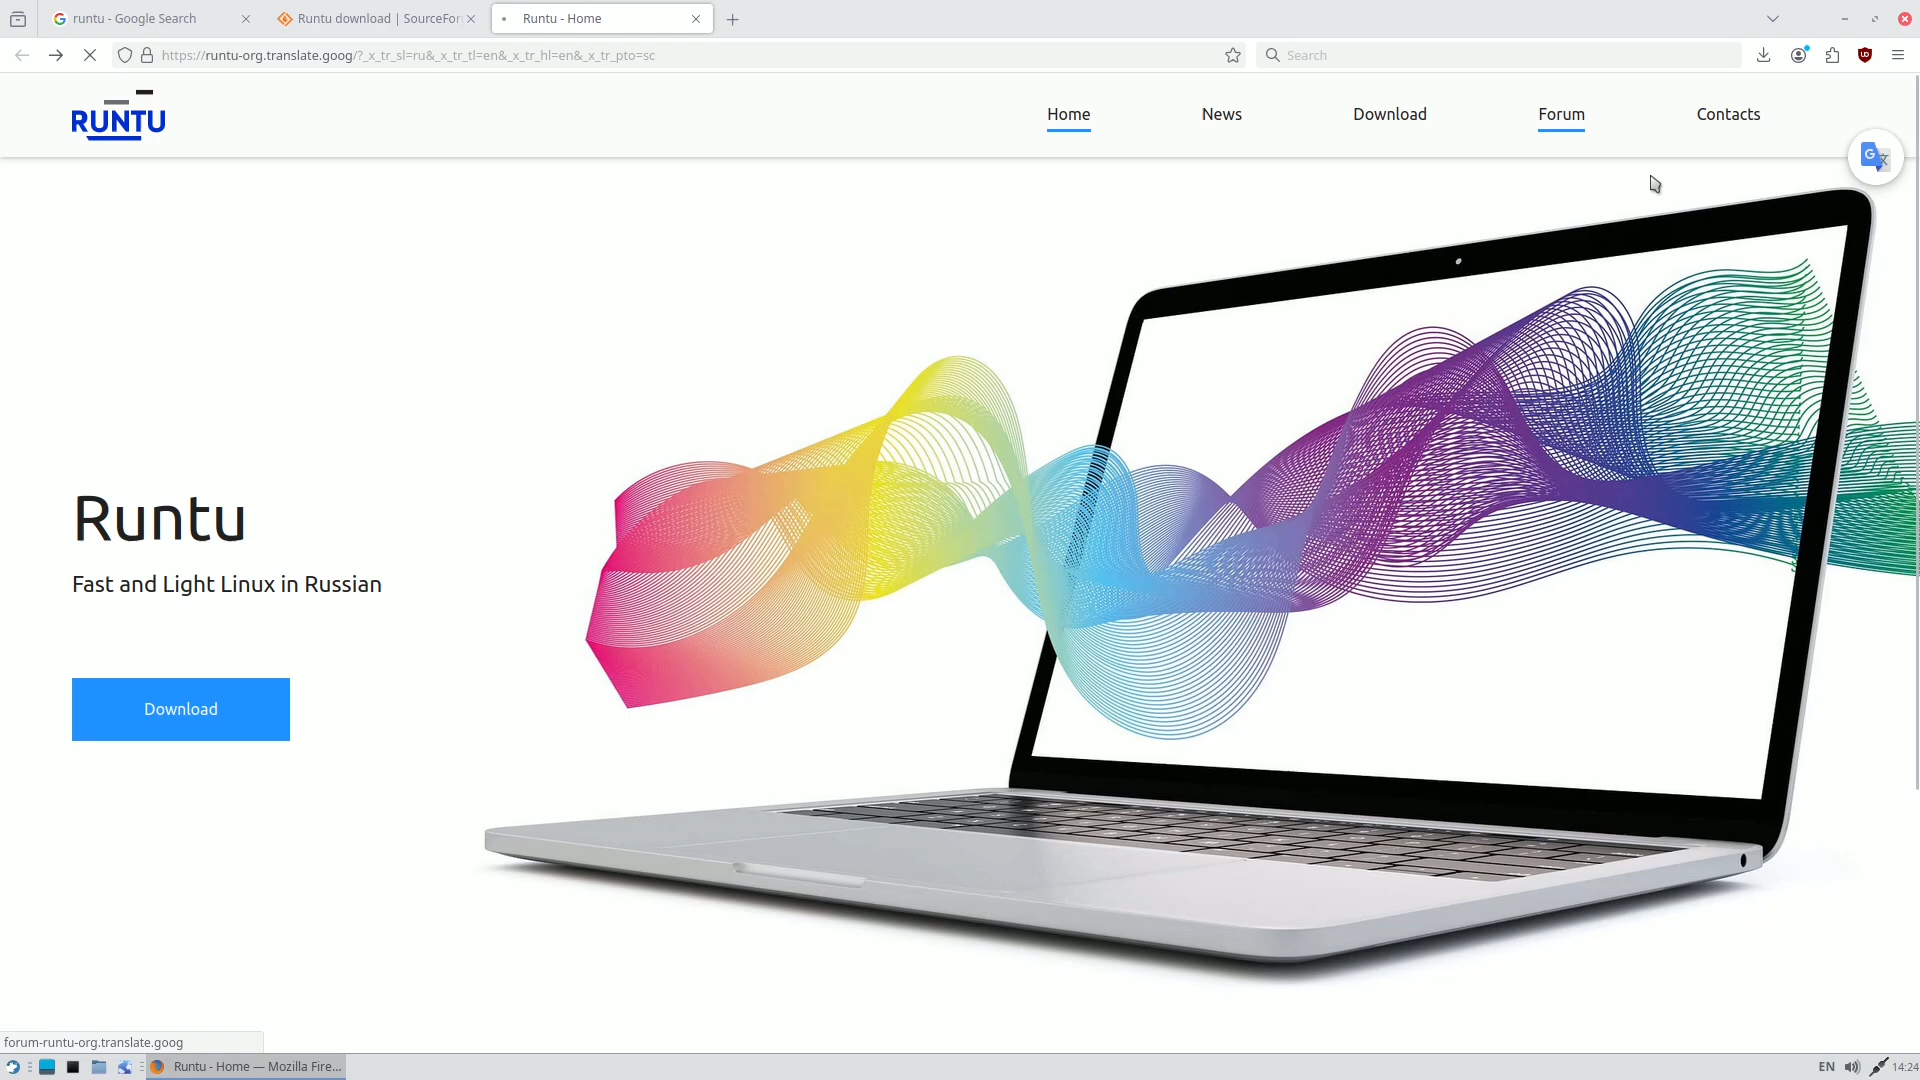 runtu - Google Search
Runtu download | SourceFor
Runtu - Home
https://runtu-org.translate.goog/?_x_tr_sl=ru&_x_tr_tl=en&_x_tr_hl=en&_x_tr_pto=sc
Search
RUNTU
Home
News
Download
Forum
Contacts
Runtu
Fast and Light Linux in Russian
Download
forum-runtu-org.translate.goog
Runtu - Home — Mozilla Fire...
EN
14:24